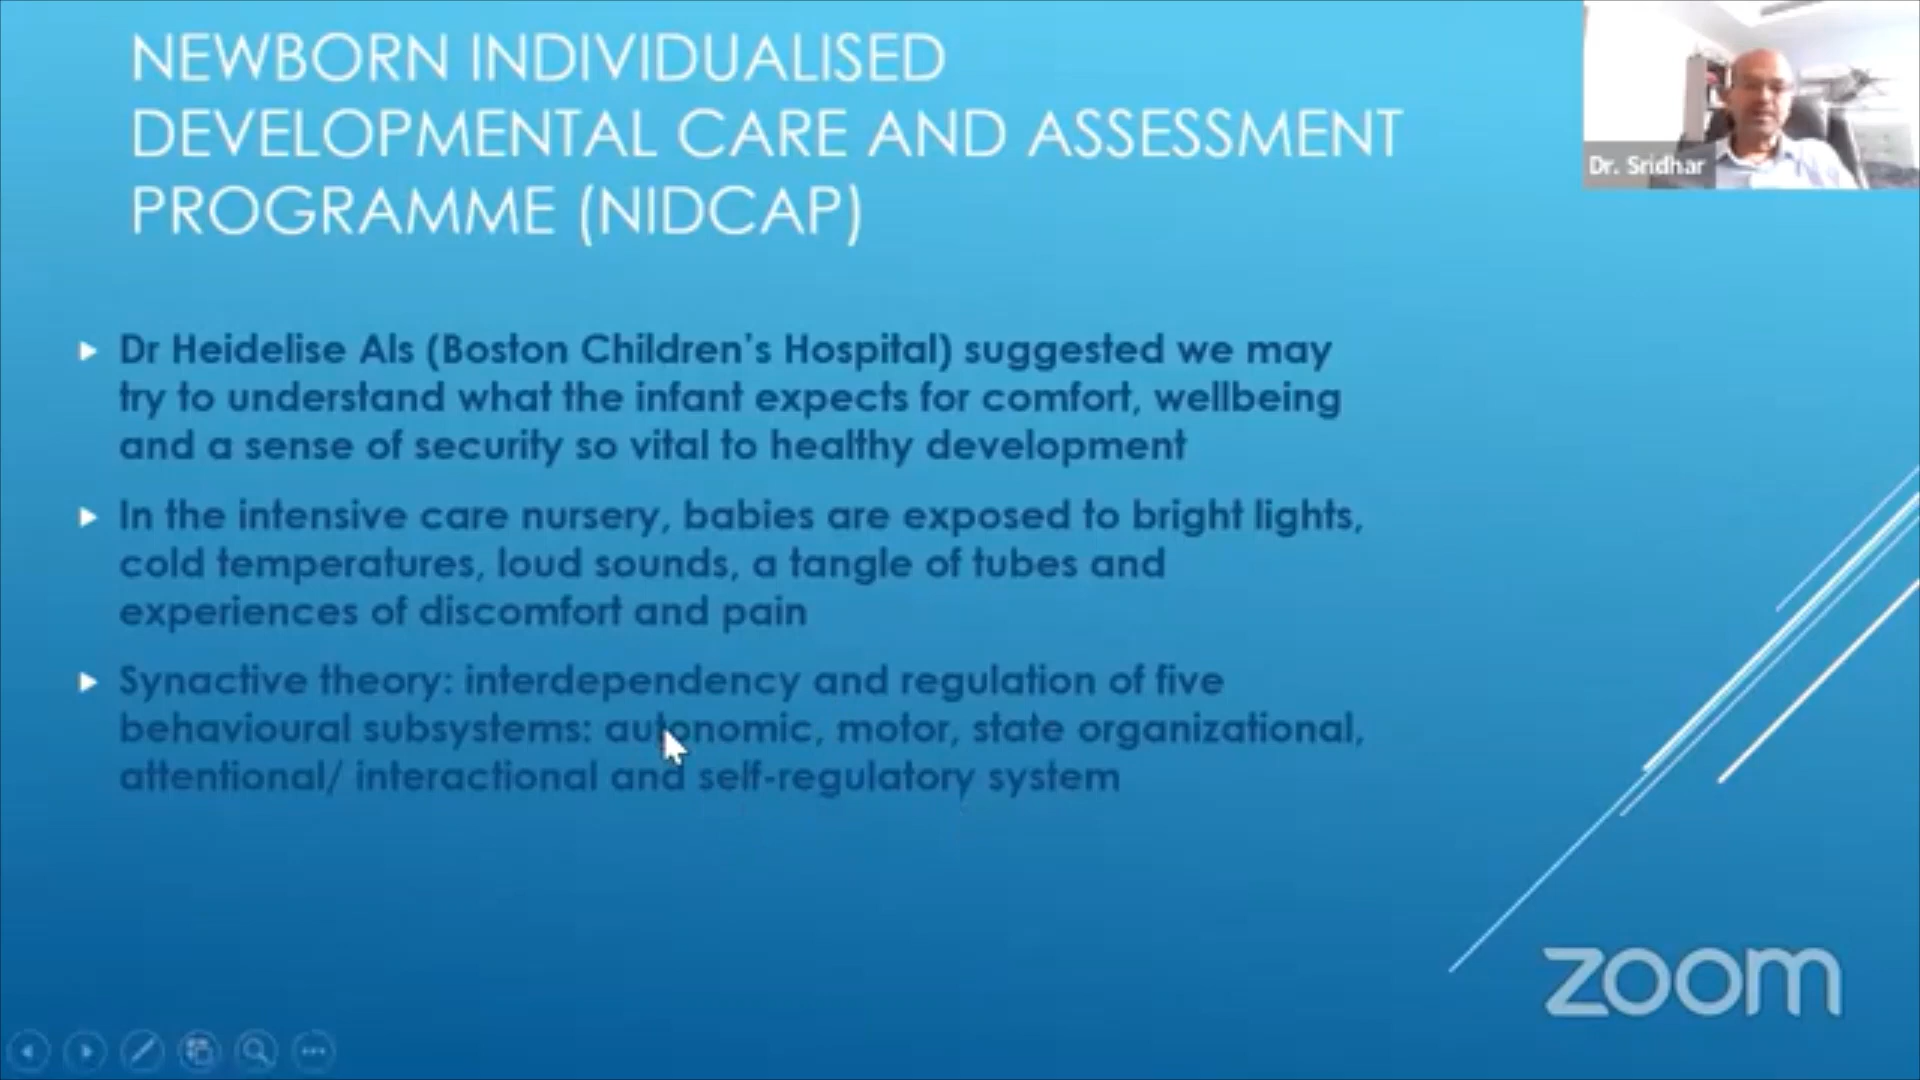 NEWBORN INDIVIDUALISED
DEVELOPMENTAL CARE AND ASSESSMENT
PROGRAMME (NIDCAP)
Dr. Sridhar
Dr Heidelise Als (Boston Children's Hospital) suggested we may
try to understand what the infant expects for comfort, wellbeing
and a sense of security so vital to healthy development
In the intensive care nursery, babies are exposed to bright lights,
cold temperatures, loud sounds, a tangle of tubes and
experiences of discomfort and pain
Synactive theory: interdependency and regulation of five
behavioural subsystems: autonomic, motor, state organizational,
attentional/ interactional and self-regulatory system
zoom